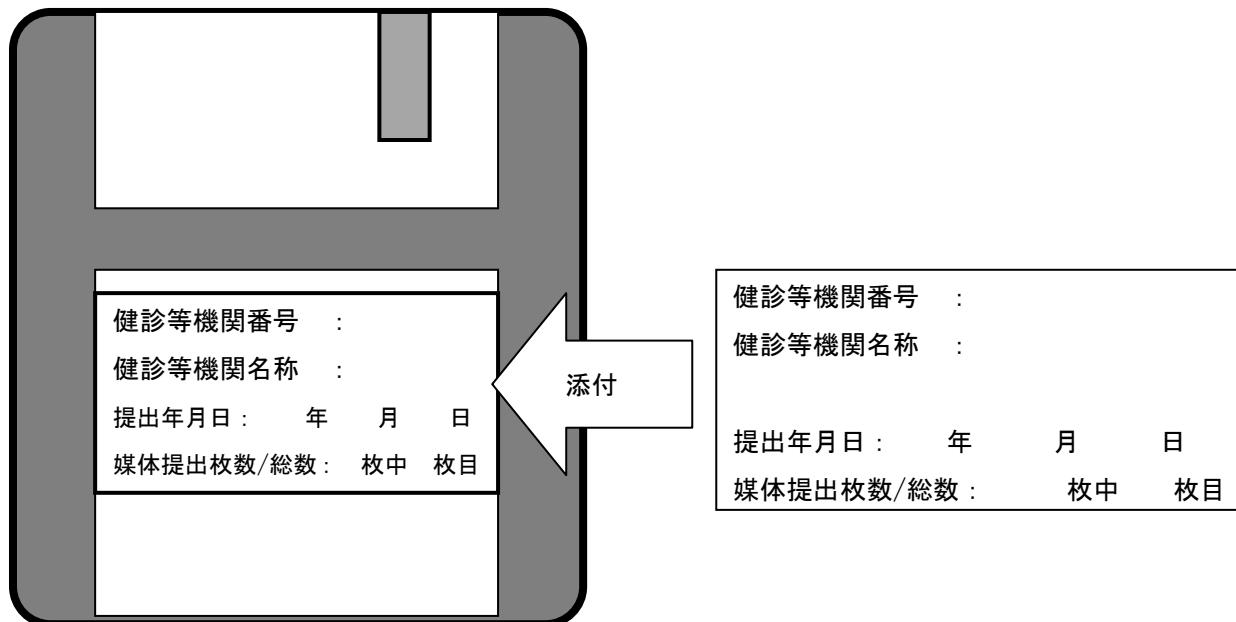 健診等機関番号 :
健診等機関名称 :
提出年月日: 年 月 日
媒体提出枚数/総数: 枚中 枚目
添付
健診等機関番号 :
健診等機関名称 :
提出年月日: 年 月 日
媒体提出枚数/総数: 枚中 枚目